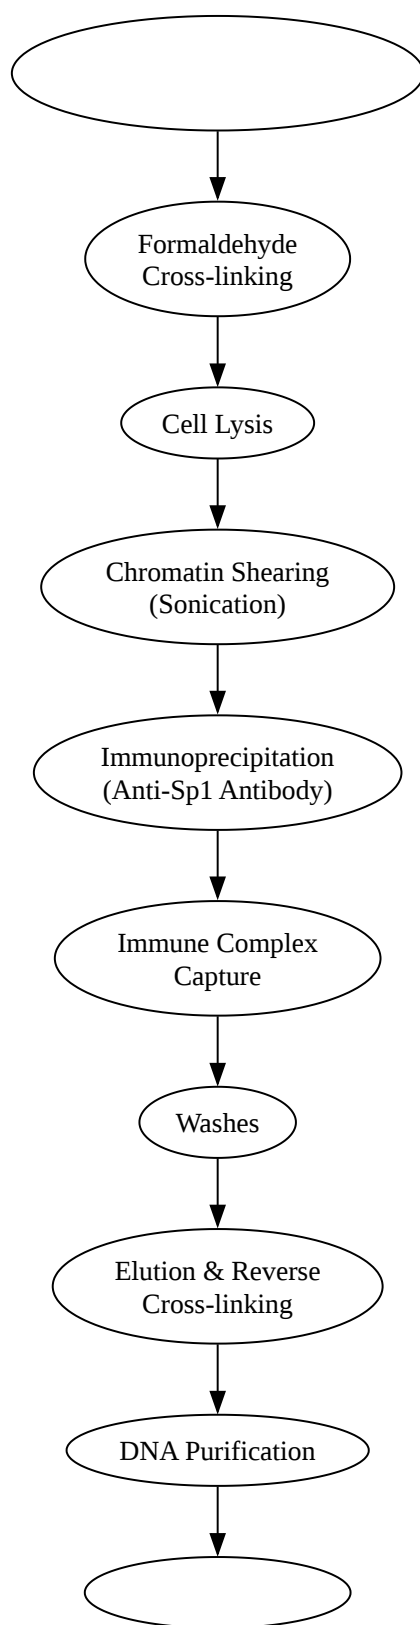 Formaldehyde
Cross-linking
Cell Lysis
Chromatin Shearing
(Sonication)
Immunoprecipitation
(Anti-Sp1 Antibody)
Immune Complex
Capture
Washes
Elution & Reverse
Cross-linking
DNA Purification